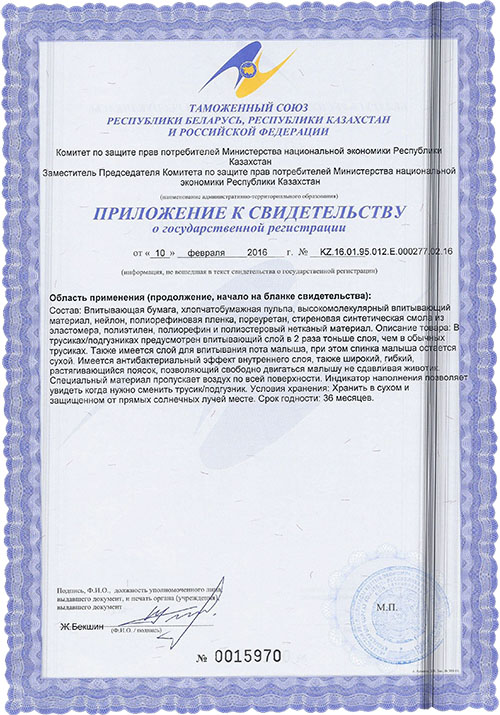 ТАМОЖЕННЫЙ СОЮЗ
РЕСПУБЛИКИ БЕЛАРУСЬ, РЕСПУБЛИКИ КАЗАХСТАН
И РОССИЙСКОЙ ФЕДЕРАЦИИ
Комитет по защите прав потребителей Министерства национальной экономики Республики
Казахстан
Заместитель Председателя Комитета по защите прав потребителей Министерства национальной
экономики Республики Казахстан
(наименование административно-территориального образования)
ПРИЛОЖЕНИЕ К СВИДЕТЕЛЬСТВУ
о государственной регистрации
от « 10 » февраля 2016 г. № KZ.16.01.95.012.E.000277.02.16
(информация, не вошедшая в текст свидетельства о государственной регистрации)
Область применения (продолжение, начало на бланке свидетельства):
Состав: Впитывающая бумага, хлопчатобумажная пульпа, высокомолекулярный впитывающий
материал, нейлон, полиорефиновая пленка, пореуретан, стиреновая синтетическая смола из
эластомера, полиэтилен, полиорефин и полиэстеровый нетканый материал. Описание товара: В
трусиках/подгузниках предусмотрен впитывающий слой в 2 раза тоньше слоя, чем в обычных
трусиках. Также имеется слой для впитывания пота малыша, при этом спинка малыша остается
сухой. Имеется антибактериальный эффект внутреннего слоя, также широкий, гибкий,
растягивающийся поясок, позволяющий свободно двигаться малышу не сдавливая животик.
Специальный материал пропускает воздух по всей поверхности. Индикатор наполнения позволяет
увидеть когда нужно сменить трусик/подгузник. Условия хранения: Хранить в сухом и
защищенном от прямых солнечных лучей месте. Срок годности: 36 месяцев.
Подпись, Ф.И.О., должность уполномоченного лица,
выдавшего документ, и печать органа (учреждения),
выдавшего документ
Ж.Бекшин
(Ф.И.О. / подпись)
М.П.
№ 0015970